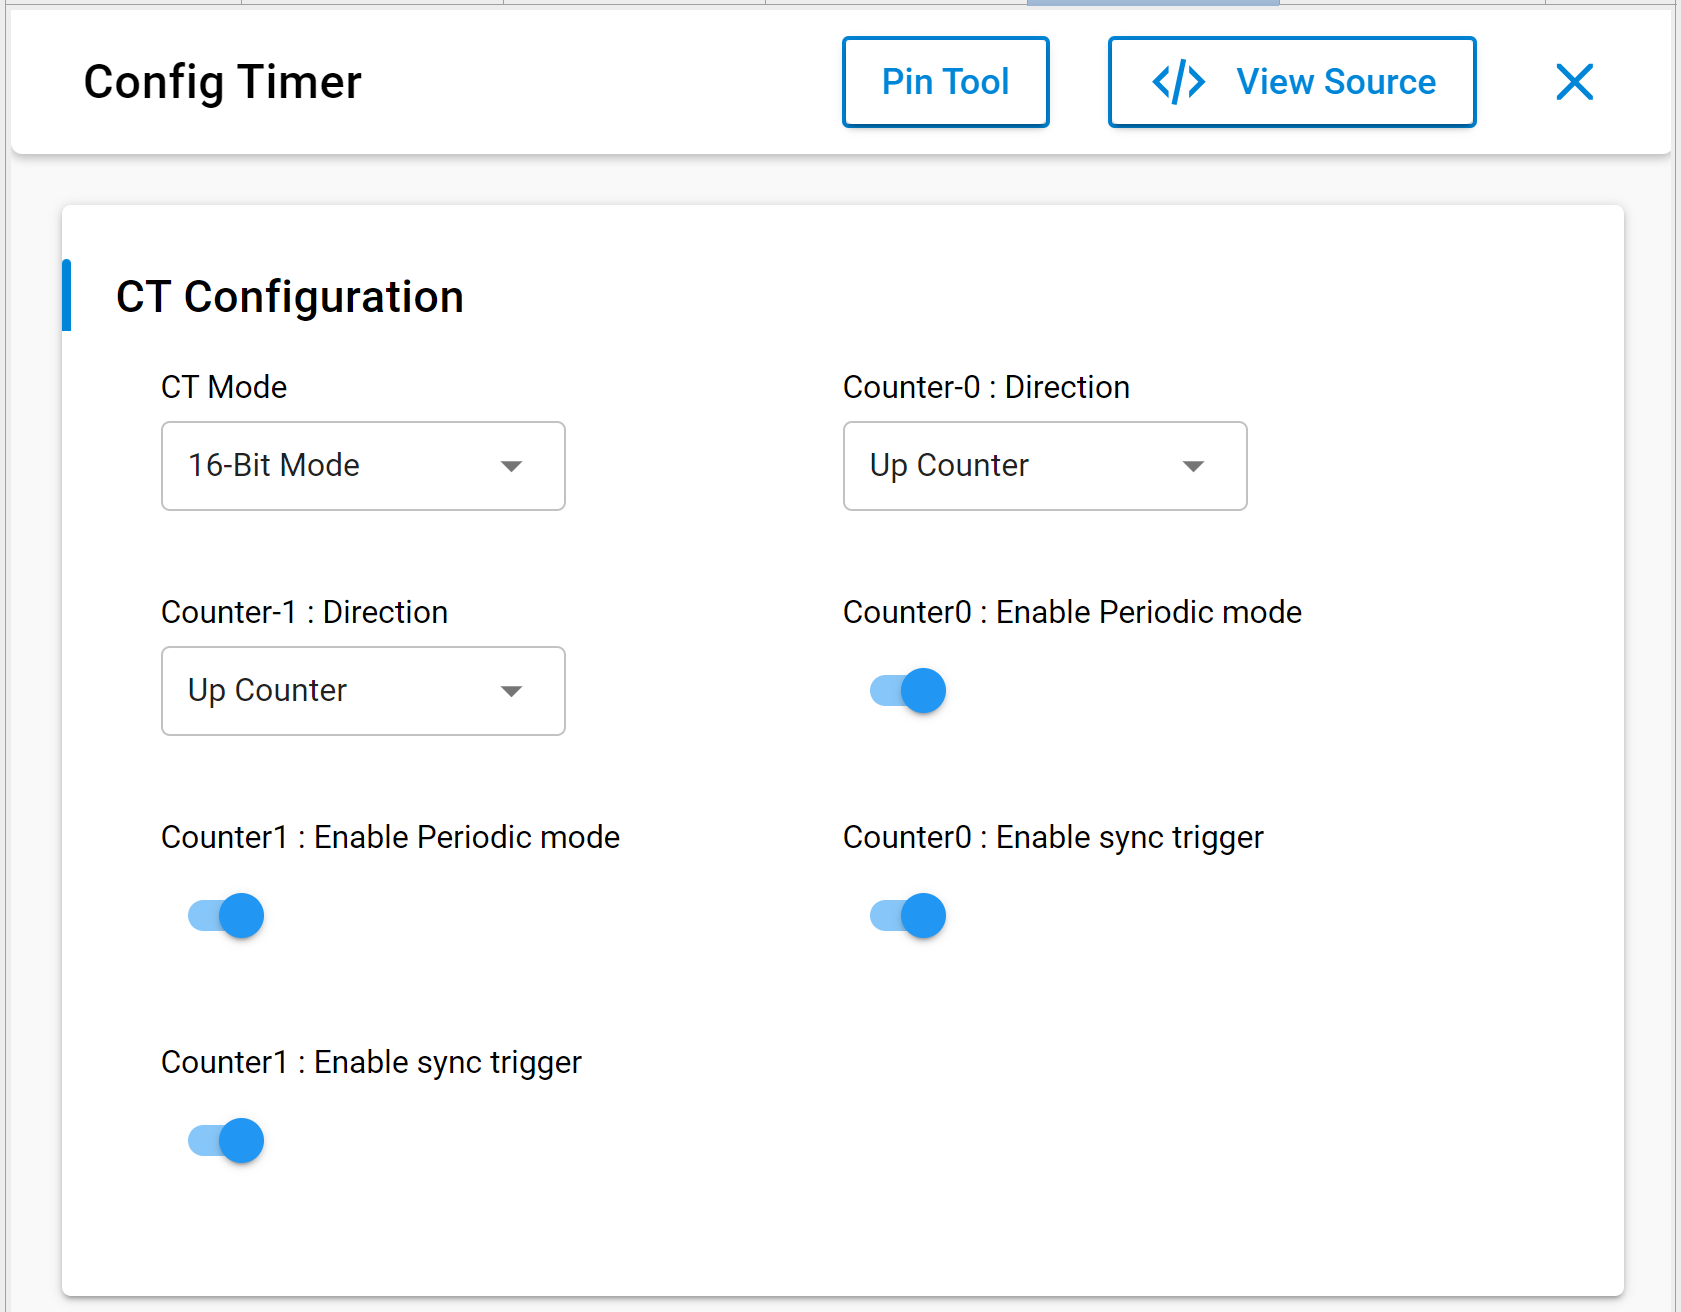 Config Timer
Pin Tool
View Source
CT Configuration
CT Mode
Counter-0 : Direction
16-Bit Mode
Up Counter
Counter-1 : Direction
Counter0 : Enable Periodic mode
Up Counter
Counter1 : Enable Periodic mode
Counter0 : Enable sync trigger
Counter1 : Enable sync trigger